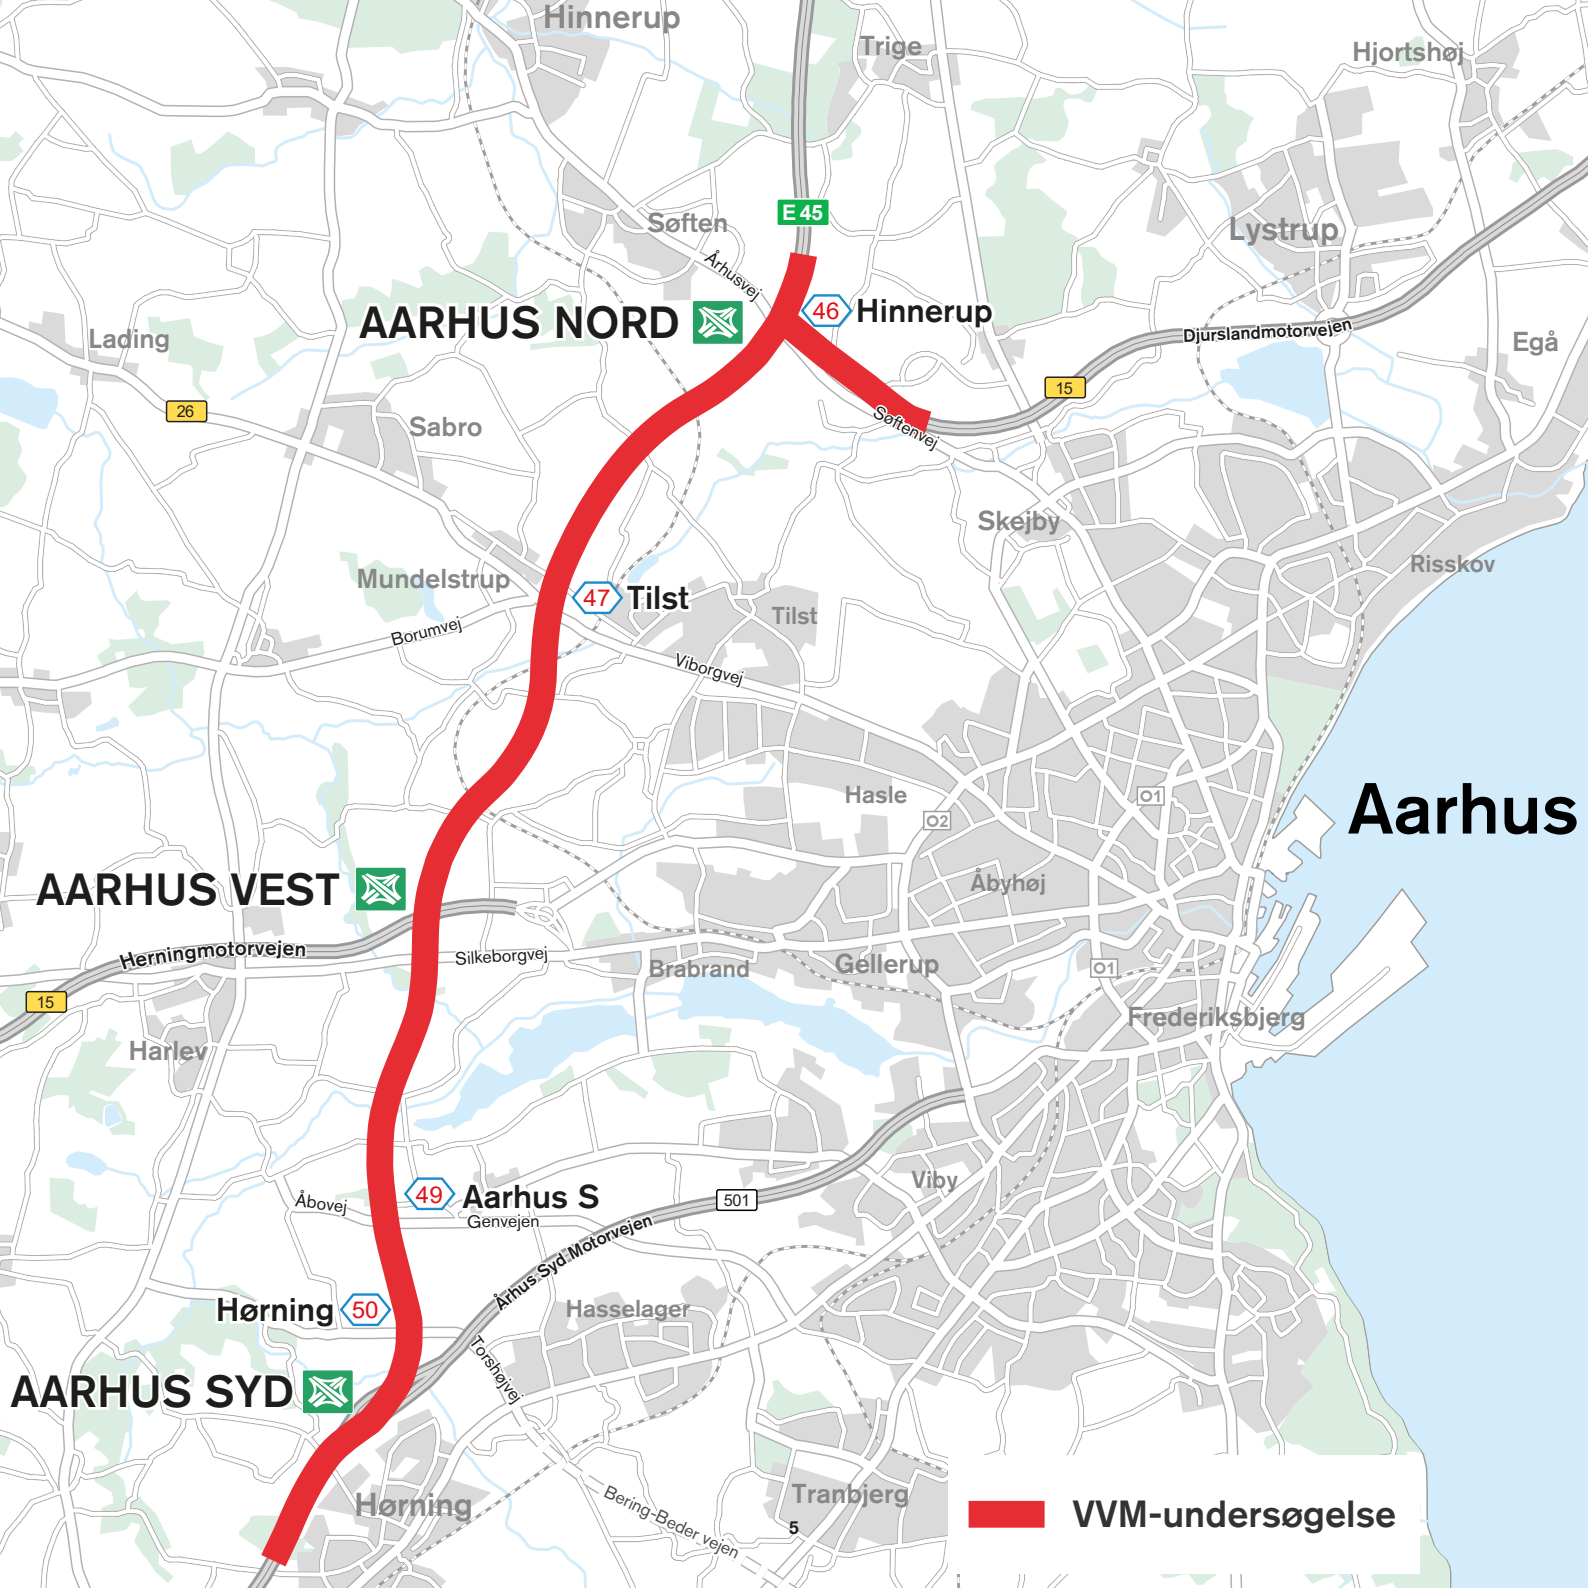 Hinnerup
Trige
Hjortshøj
Søften
E 45
Lystrup
Århusvej
AARHUS NORD
46 Hinnerup
Djurslandmotorvejen
Lading
Egå
15
26
Sabro
Søftenvej
Skejby
Risskov
Mundelstrup
47 Tilst
Tilst
Borumvej
Viborgvej
Hasle
O1
O2
Aarhus
AARHUS VEST
Åbyhøj
Herningmotorvejen
Silkeborgvej
Brabrand
Gellerup
O1
15
Frederiksbjerg
Harlev
Viby
49 Aarhus S
Åbovej
Genvejen
501
Århus Syd Motorvejen
Hørning 50
Hasselager
Torshøjvej
AARHUS SYD
Hørning
Tranbjerg
Bering-Beder vejen
5
VVM-undersøgelse